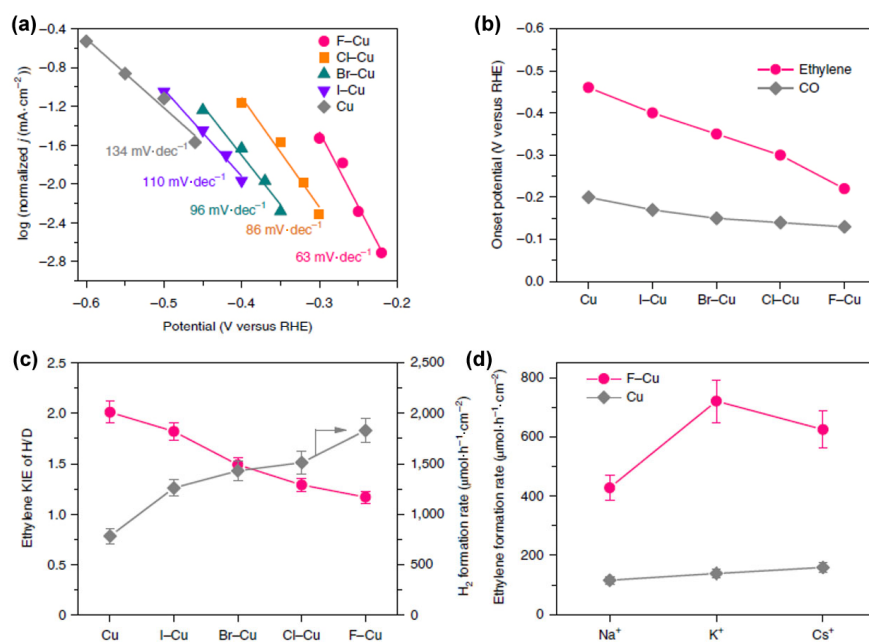 (a)
log (normalized j /(mA·cm⁻²))
−0.4
−0.8
−1.2
−1.6
−2.0
−2.4
−2.8
F–Cu
Cl–Cu
Br–Cu
I–Cu
Cu
134 mV·dec⁻¹
110 mV·dec⁻¹
96 mV·dec⁻¹
86 mV·dec⁻¹
63 mV·dec⁻¹
−0.6
−0.5
−0.4
−0.3
−0.2
Potential (V versus RHE)
(b)
Onset potential (V versus RHE)
−0.6
−0.5
−0.4
−0.3
−0.2
−0.1
0.0
Ethylene
CO
Cu
I–Cu
Br–Cu
Cl–Cu
F–Cu
(c)
Ethylene KIE of H/D
2.5
2.0
1.5
1.0
0.5
0
2,500
2,000
1,500
1,000
750
0
H₂ formation rate (μmol·h⁻¹·cm⁻²)
Cu
I–Cu
Br–Cu
Cl–Cu
F–Cu
(d)
Ethylene formation rate (μmol·h⁻¹·cm⁻²)
800
600
400
200
0
F–Cu
Cu
Na⁺
K⁺
Cs⁺